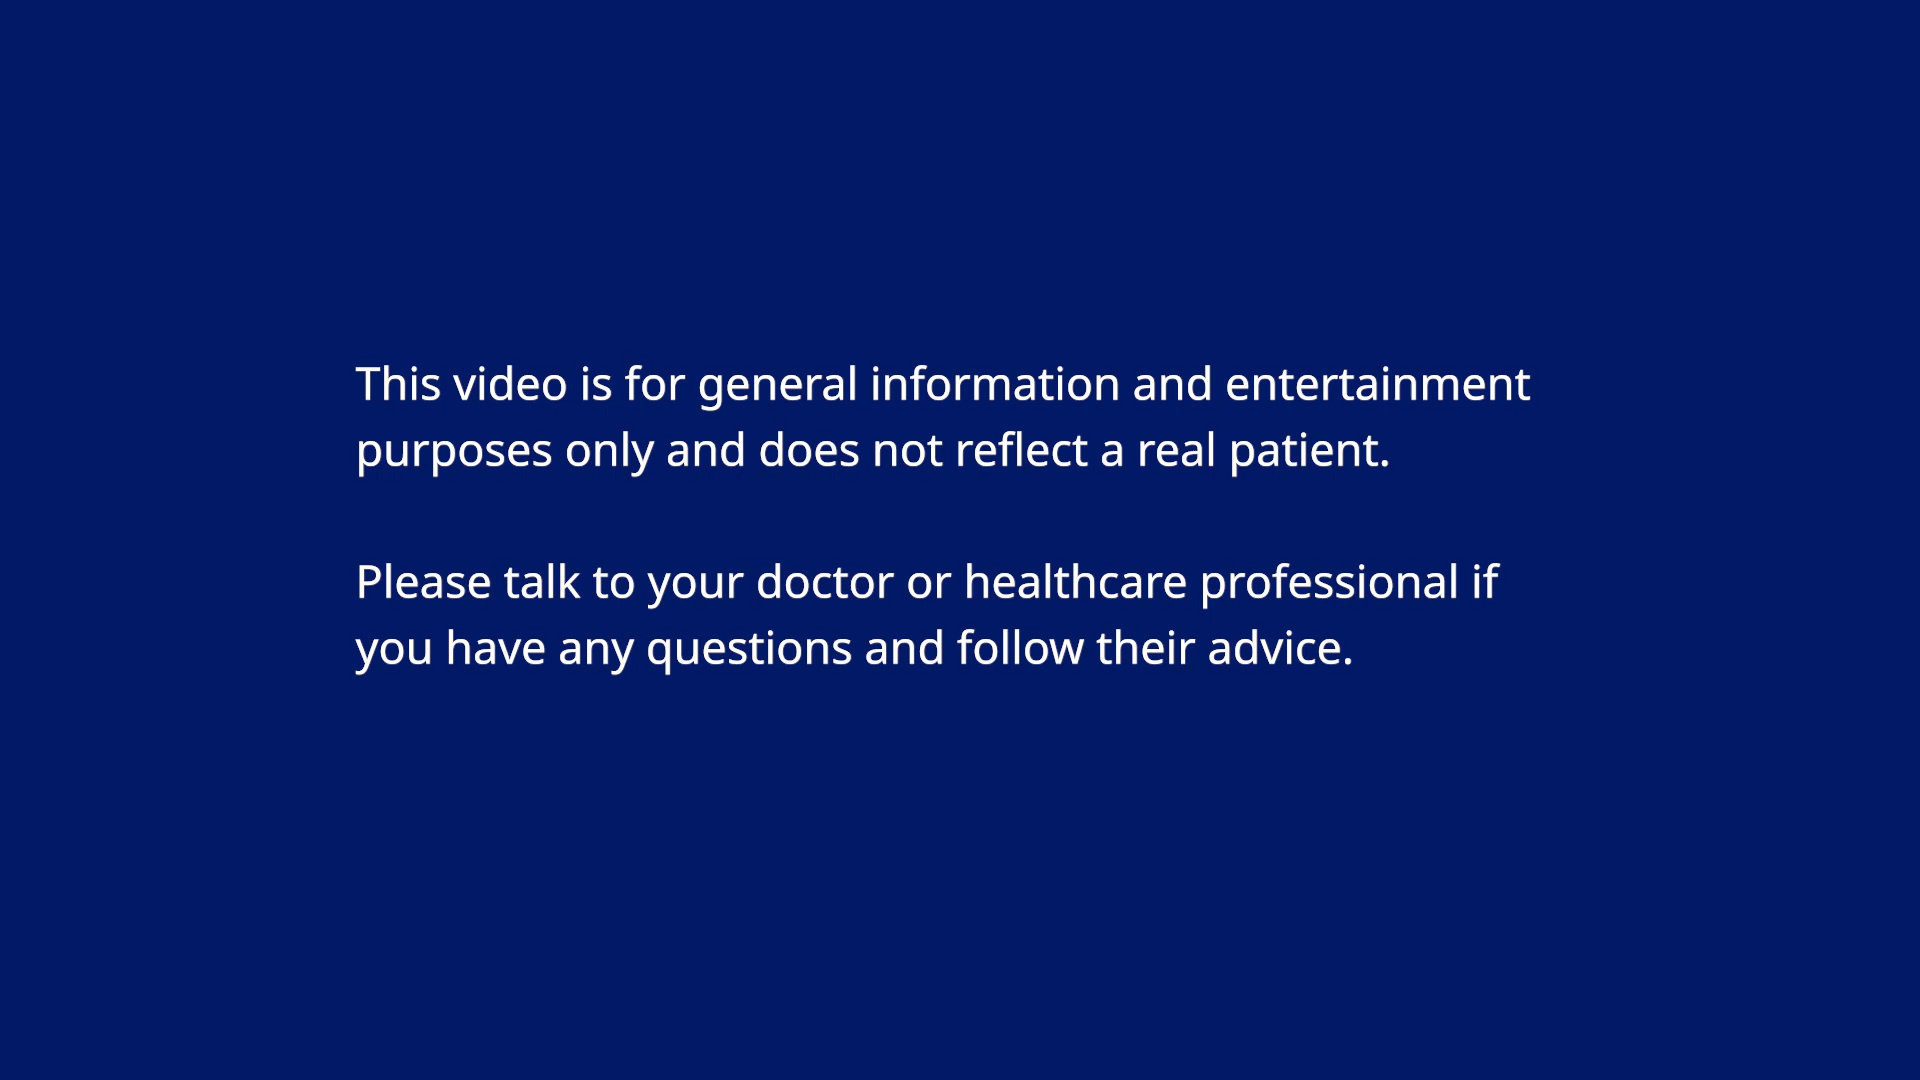 This video is for general information and entertainment
purposes only and does not reflect a real patient.
Please talk to your doctor or healthcare professional if
you have any questions and follow their advice.